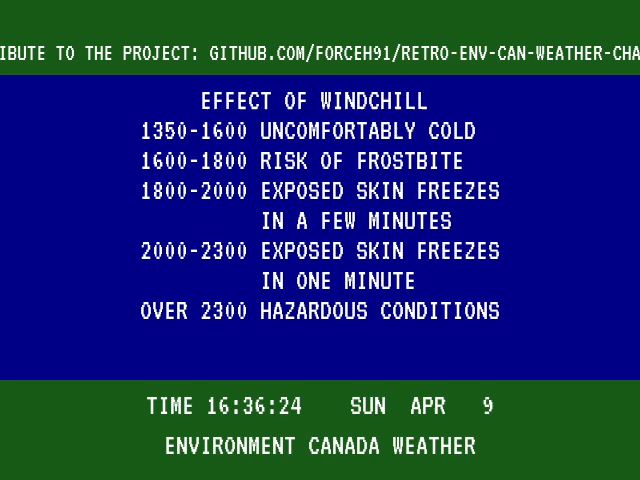 IBUTE TO THE PROJECT: GITHUB.COM/FORCEH91/RETRO-ENV-CAN-WEATHER-CHA
EFFECT OF WINDCHILL
1350-1600 UNCOMFORTABLY COLD
1600-1800 RISK OF FROSTBITE
1800-2000 EXPOSED SKIN FREEZES
IN A FEW MINUTES
2000-2300 EXPOSED SKIN FREEZES
IN ONE MINUTE
OVER 2300 HAZARDOUS CONDITIONS
TIME 16:36:24 SUN APR 9
ENVIRONMENT CANADA WEATHER